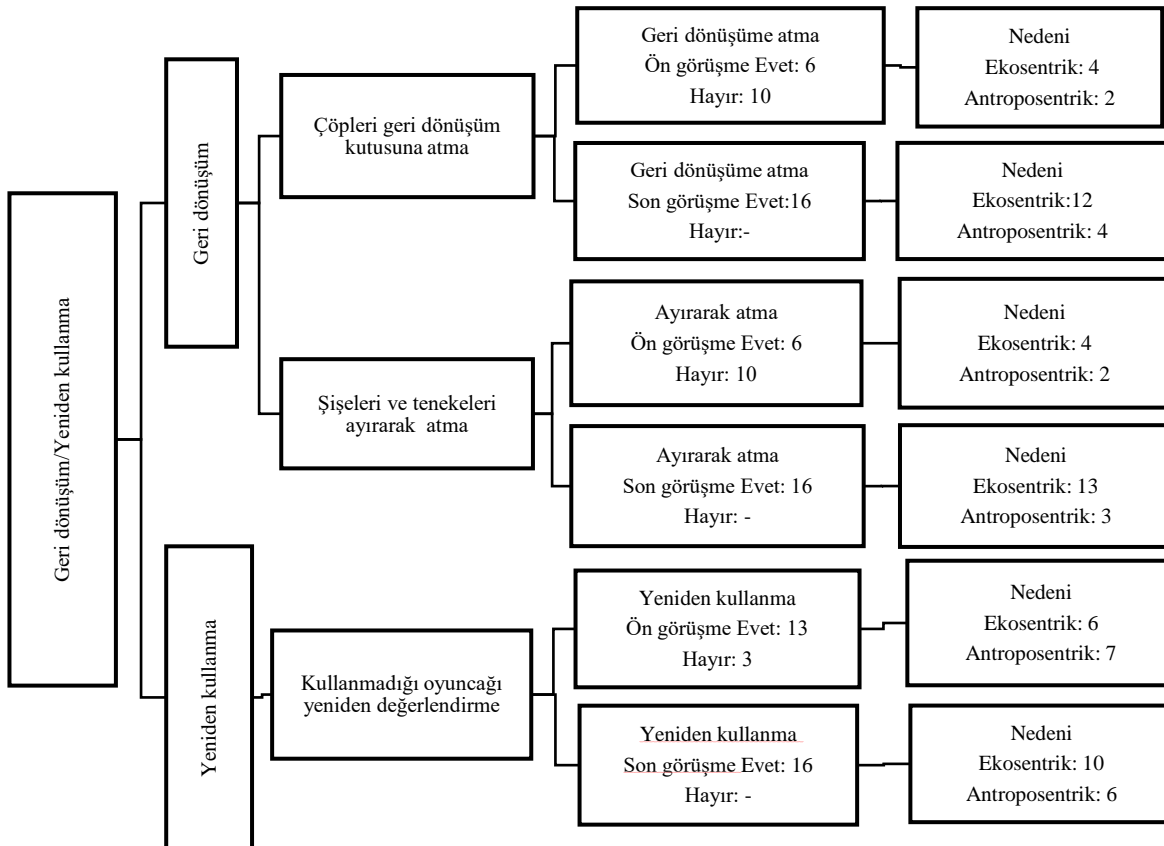 Geri dönüşüm/Yeniden kullanma
Geri dönüşüm
Çöpleri geri dönüşüm
kutusuna atma
Geri dönüşüme atma
Ön görüşme Evet: 6
Hayır: 10
Nedeni
Ekosentrik: 4
Antroposentrik: 2
Geri dönüşüme atma
Son görüşme Evet:16
Hayır:-
Nedeni
Ekosentrik:12
Antroposentrik: 4
Şişeleri ve tenekeleri
ayırarak atma
Ayırarak atma
Ön görüşme Evet: 6
Hayır: 10
Nedeni
Ekosentrik: 4
Antroposentrik: 2
Ayırarak atma
Son görüşme Evet: 16
Hayır: -
Nedeni
Ekosentrik: 13
Antroposentrik: 3
Yeniden kullanma
Kullanmadığı oyuncağı
yeniden değerlendirme
Yeniden kullanma
Ön görüşme Evet: 13
Hayır: 3
Nedeni
Ekosentrik: 6
Antroposentrik: 7
Yeniden kullanma
Son görüşme Evet: 16
Hayır: -
Nedeni
Ekosentrik: 10
Antroposentrik: 6